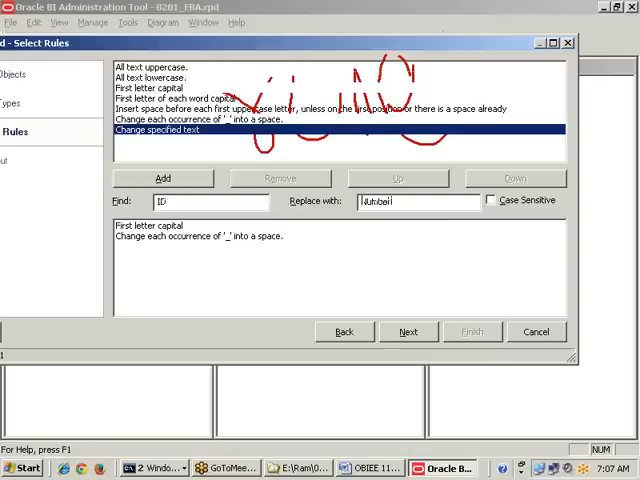 Oracle BI Administration Tool - B201_EBA.rpd
File Edit View Manage Tools Diagram Window Help
d - Select Rules
Objects
Types
Rules
All text uppercase.
All text lowercase.
First letter capital
First letter of each word capital
Insert space before each first uppercase letter, unless on the first position or there is a space already
Change each occurrence of '_' into a space.
Change specified text
Add Remove Up Down
Find: ID Replace with: Number Case Sensitive
First letter capital
Change each occurrence of '_' into a space.
Back Next Finish Cancel
For Help, press F1 NUM
Start 2 Windo... GoToMee... E:\Ram\0... OBIEE 11... Oracle B... 7:07 AM